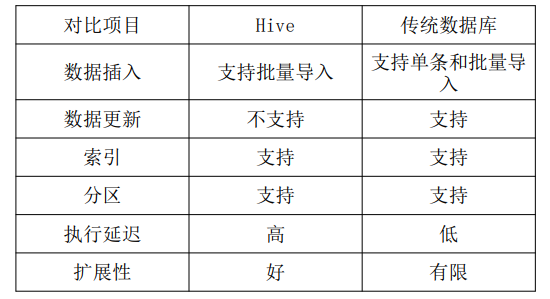 对比项目 Hive 传统数据库
数据插入 支持批量导入 支持单条和批量导
入
数据更新 不支持 支持
索引 支持 支持
分区 支持 支持
执行延迟 高 低
扩展性 好 有限